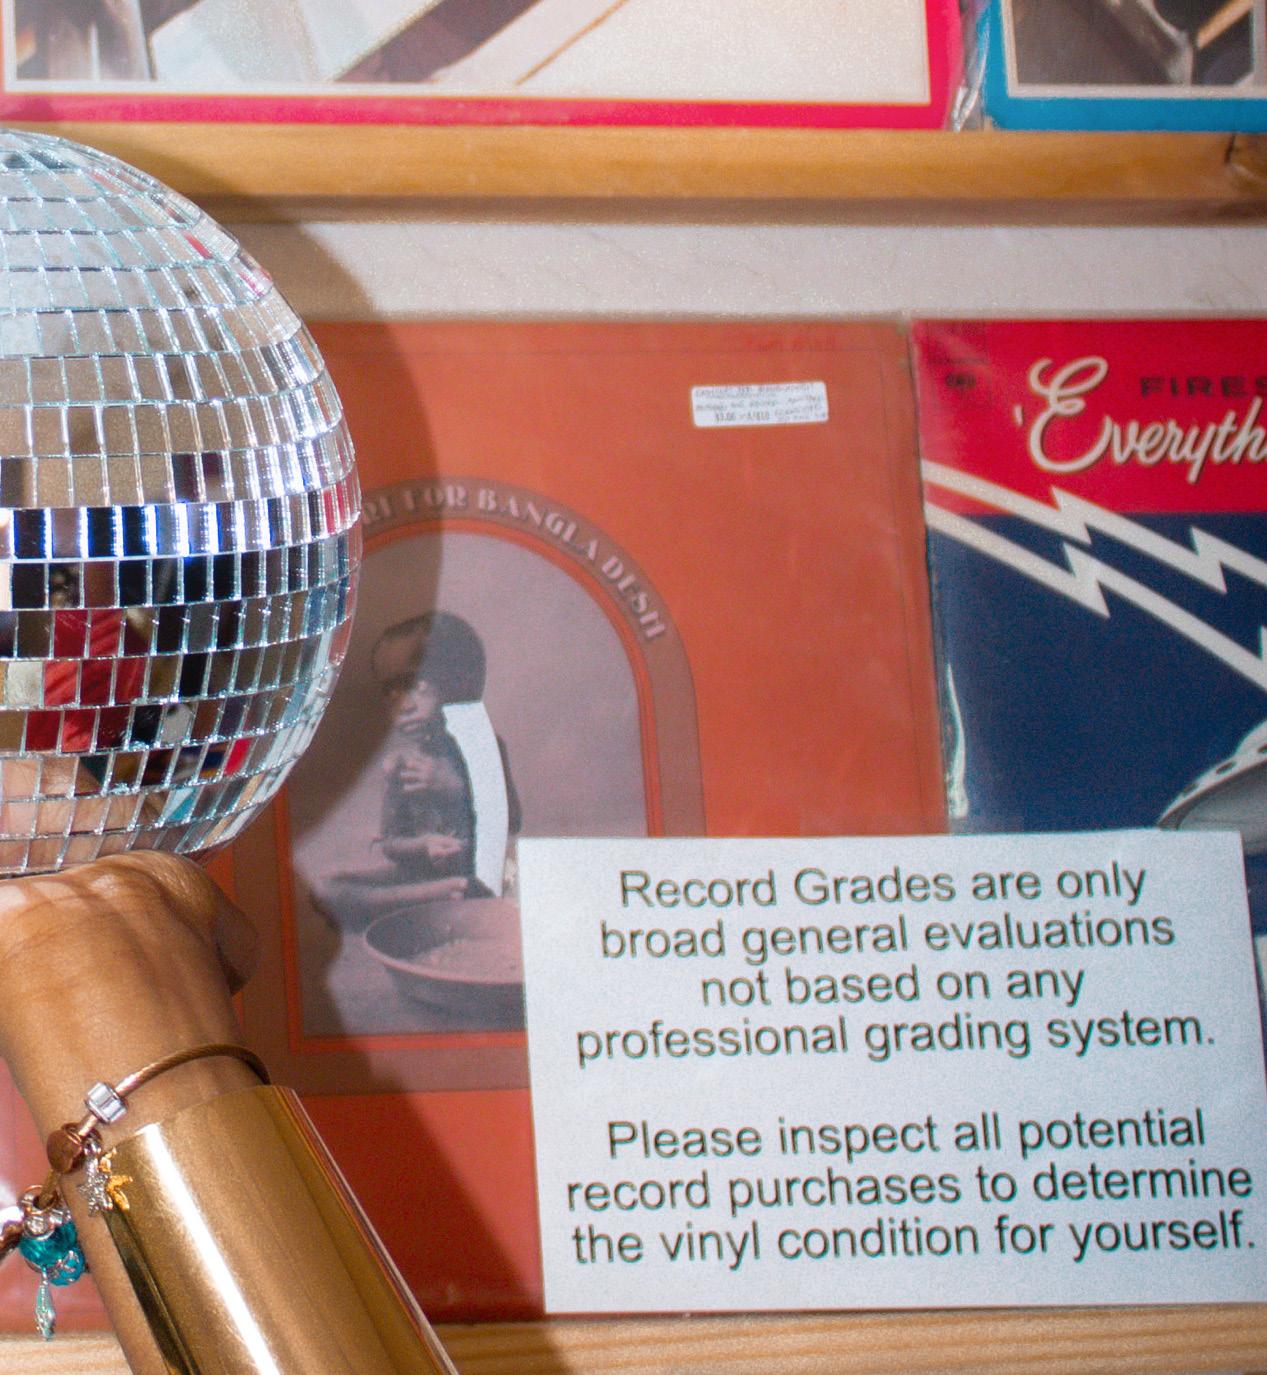 FIRES
Everyth
FOR BANGLA DESH
Record Grades are only
broad general evaluations
not based on any
professional grading system.
Please inspect all potential
record purchases to determine
the vinyl condition for yourself.